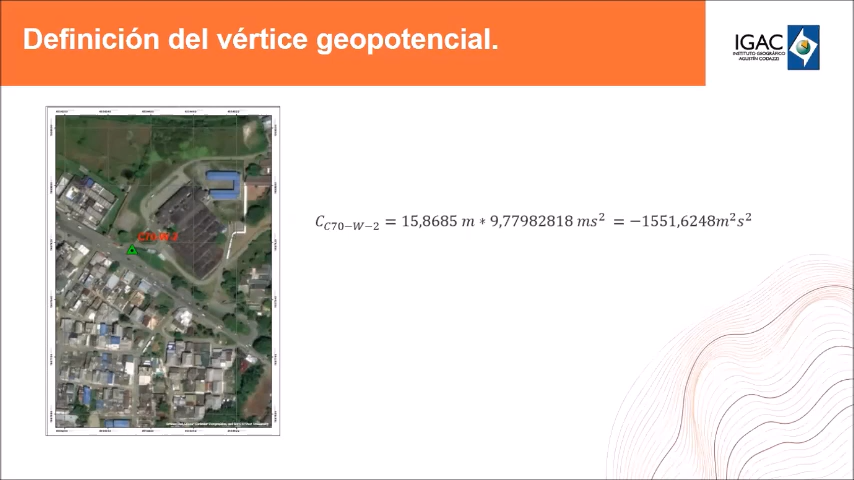 Definición del vértice geopotencial.
IGAC
INSTITUTO GEOGRÁFICO
AGUSTÍN CODAZZI
C70-W-2
C_{C70−W−2} = 15,8685 m ∗ 9,77982818 ms² = −1551,6248m²s²